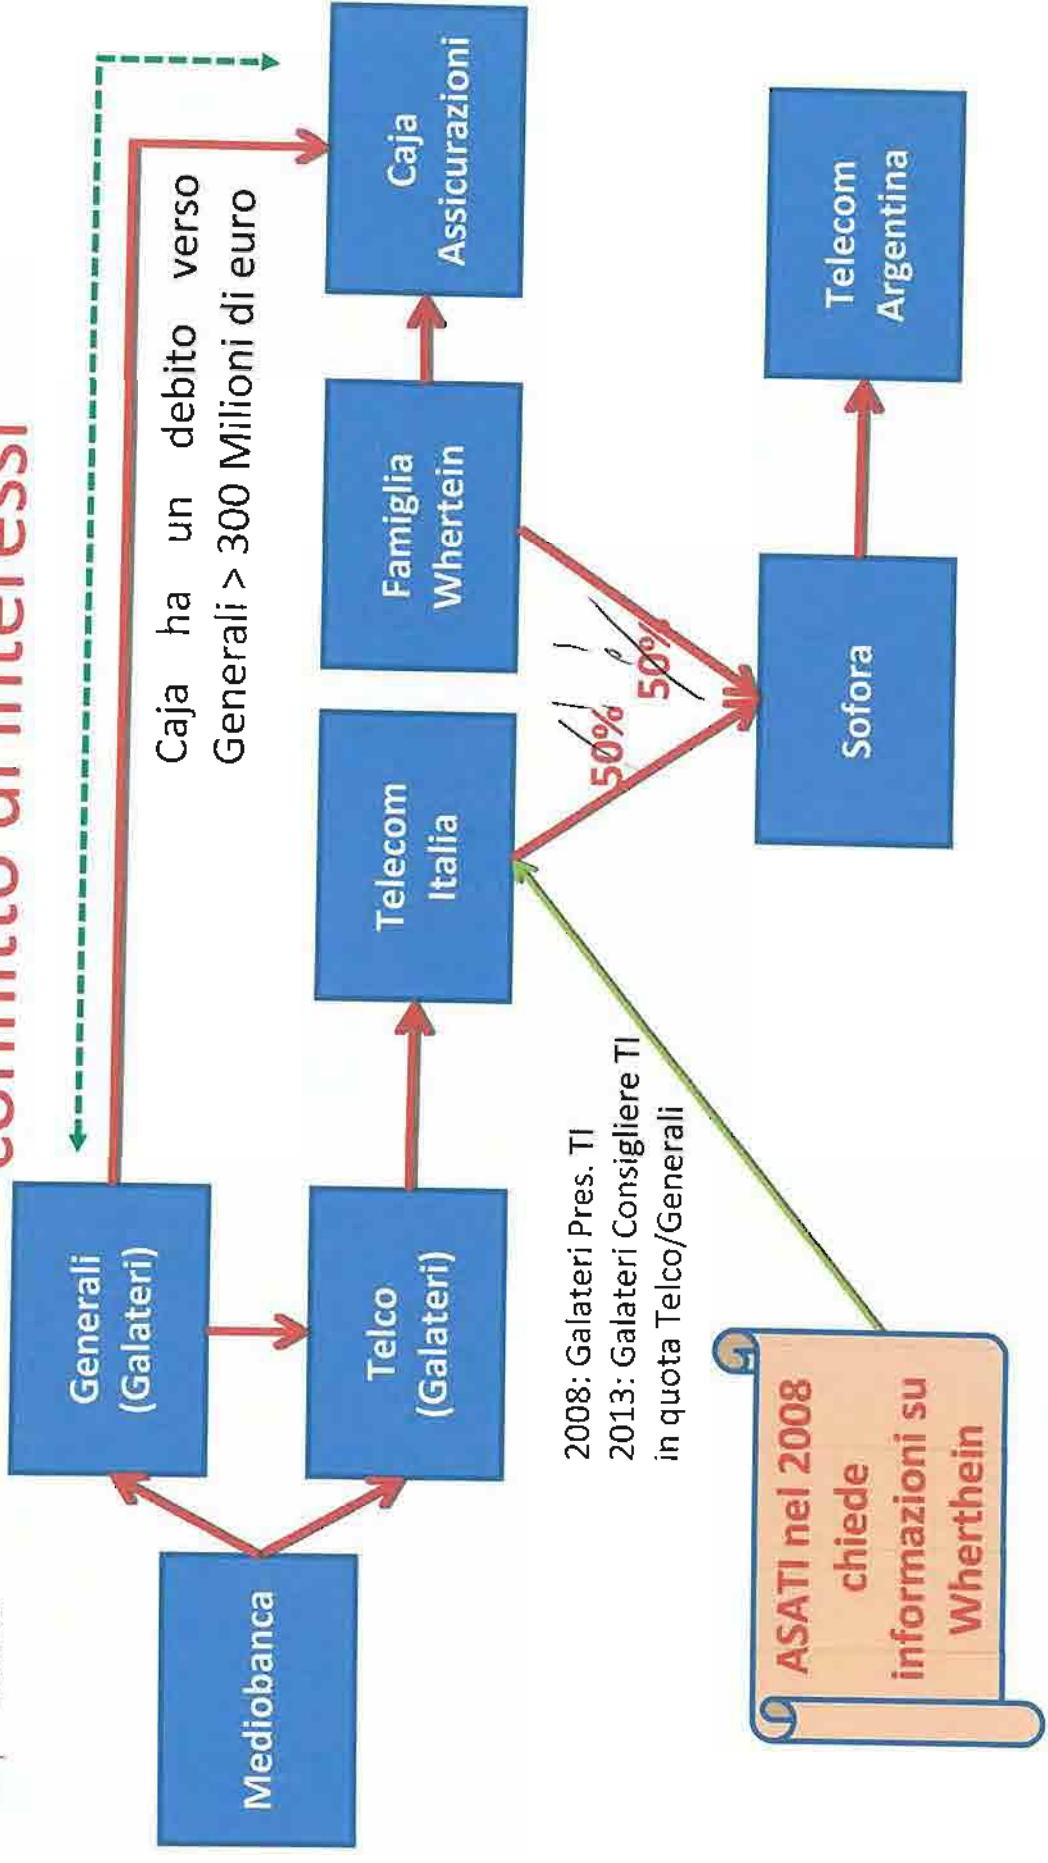 conflitto di interessi
Generali
(Galateri)
Caja ha un debito verso
Generali > 300 Milioni di euro
Mediobanca
Telco
(Galateri)
Telecom
Italia
Famiglia
Whertein
Caja
Assicurazioni
2008: Galateri Pres. TI
2013: Galateri Consigliere TI
in quota Telco/Generali
50%
50%
Sofora
Telecom
Argentina
ASATI nel 2008
chiede
informazioni su
Wherthein